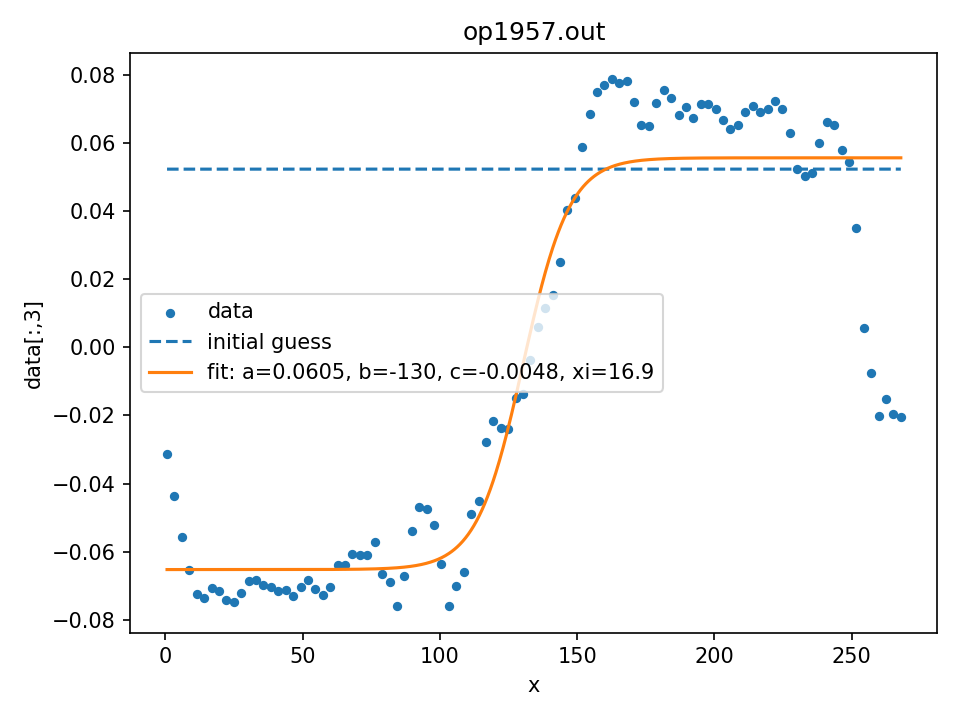 op1957.out
0.08
0.06
0.04
0.02
0.00
−0.02
−0.04
−0.06
−0.08
data[:,3]
data
initial guess
fit: a=0.0605, b=-130, c=-0.0048, xi=16.9
0 50 100 150 200 250
x